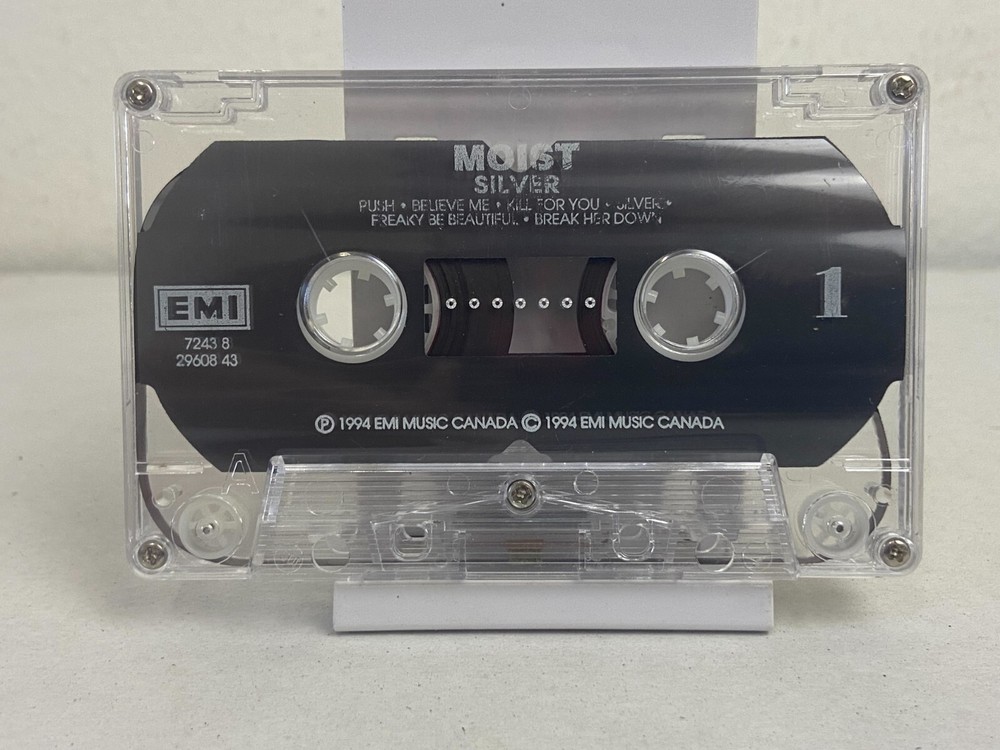 MOIST
SILVER
PUSH • BELIEVE ME • KILL FOR YOU • SILVER •
FREAKY BE BEAUTIFUL • BREAK HER DOWN
EMI
7243 8
29608 43
1
Ⓟ 1994 EMI MUSIC CANADA © 1994 EMI MUSIC CANADA
A